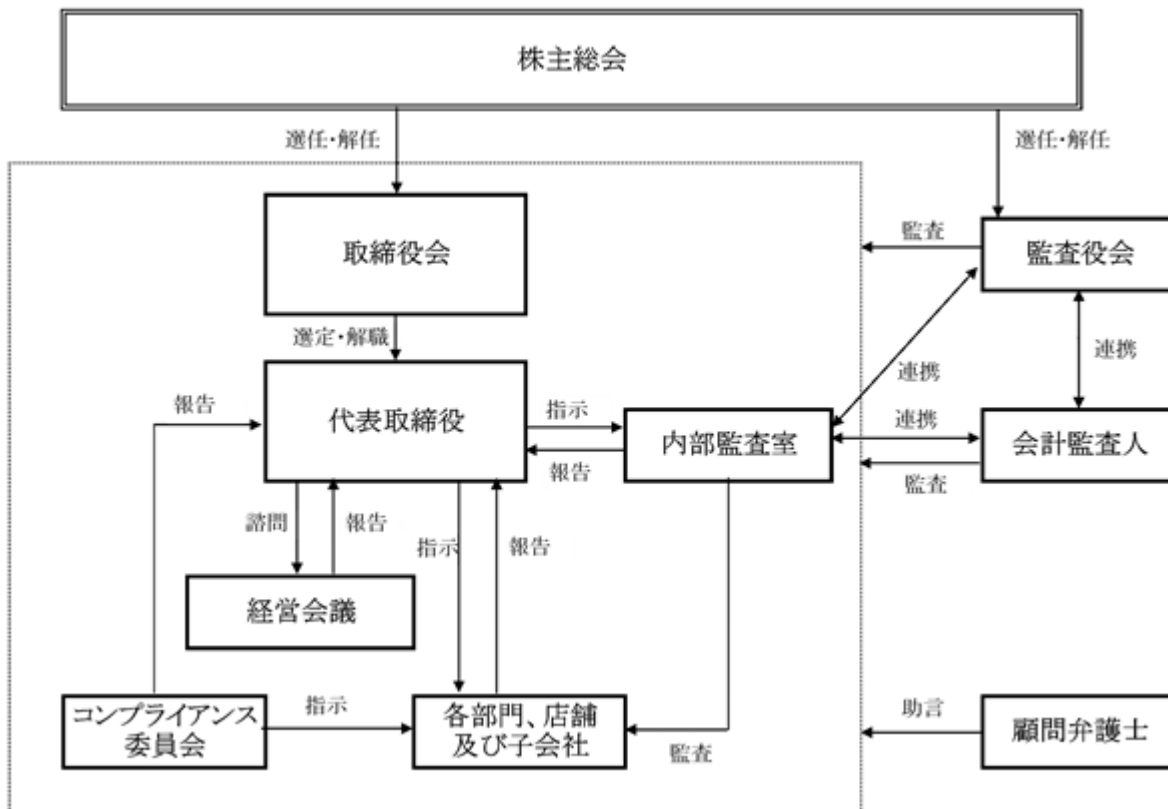 株主総会
選任・解任
選任・解任
取締役会
監査
監査役会
選定・解職
連携
連携
報告
代表取締役
指示
報告
内部監査室
連携
監査
会計監査人
諮問
報告
指示
報告
経営会議
コンプライアンス
委員会
指示
各部門、店舗
及び子会社
監査
助言
顧問弁護士